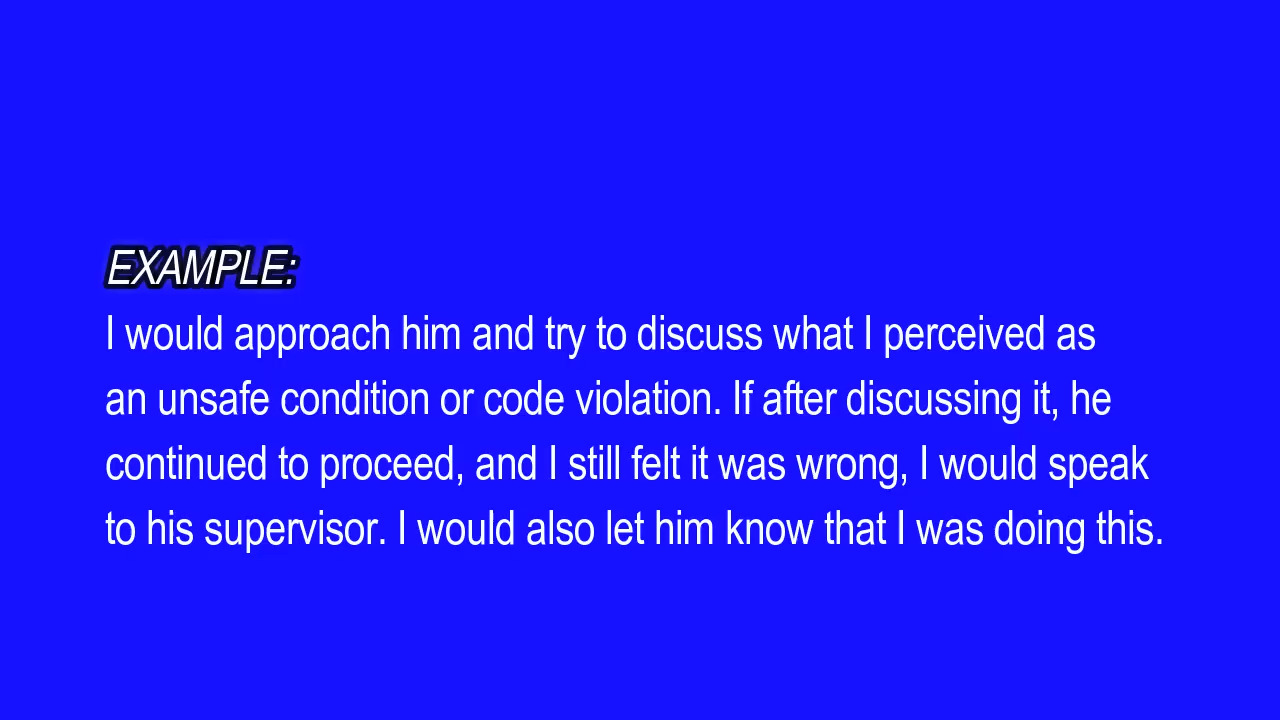 EXAMPLE:
I would approach him and try to discuss what I perceived as
an unsafe condition or code violation. If after discussing it, he
continued to proceed, and I still felt it was wrong, I would speak
to his supervisor. I would also let him know that I was doing this.